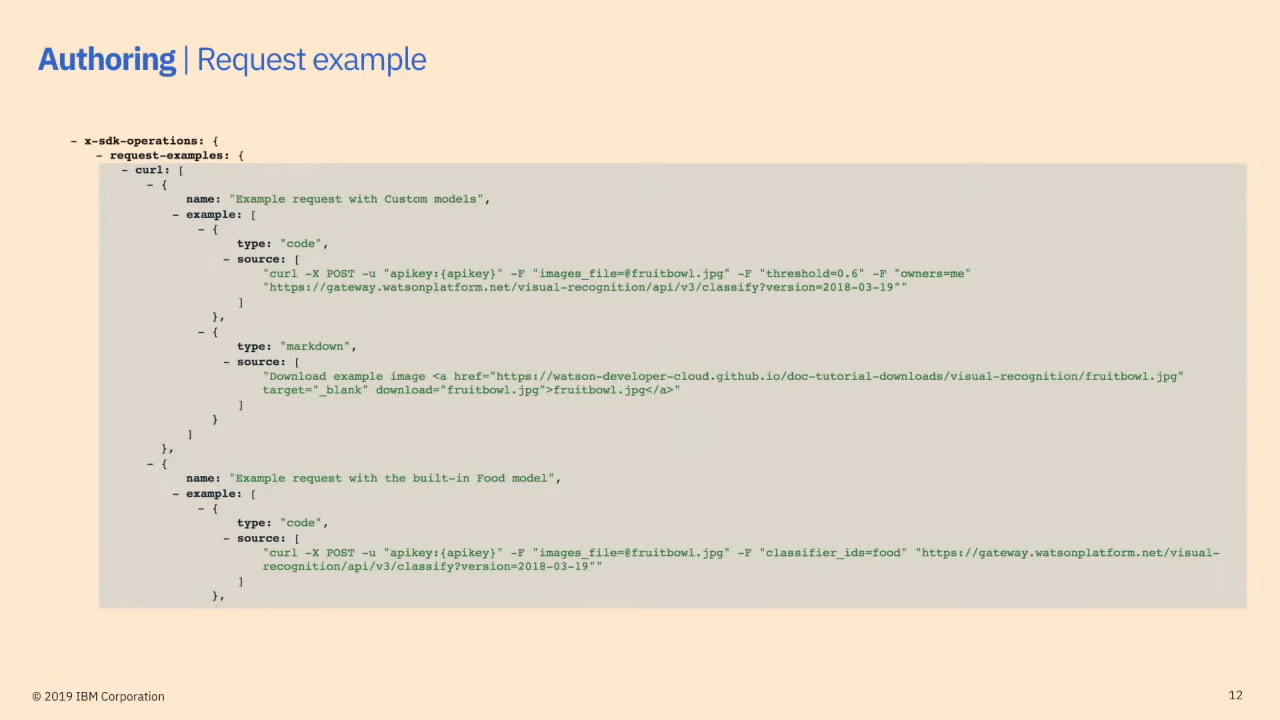 Authoring | Request example
- x-sdk-operations: {
- request-examples: {
- curl: [
- {
name: "Example request with Custom models",
- example: [
- {
type: "code",
- source: [
"curl -X POST -u "apikey:{apikey}" -F "images_file=@fruitbowl.jpg" -F "threshold=0.6" -F "owners=me"
"https://gateway.watsonplatform.net/visual-recognition/api/v3/classify?version=2018-03-19""
]
},
- {
type: "markdown",
- source: [
"Download example image <a href="https://watson-developer-cloud.github.io/doc-tutorial-downloads/visual-recognition/fruitbowl.jpg"
target="_blank" download="fruitbowl.jpg">fruitbowl.jpg</a>"
]
}
]
},
- {
name: "Example request with the built-in Food model",
- example: [
- {
type: "code",
- source: [
"curl -X POST -u "apikey:{apikey}" -F "images_file=@fruitbowl.jpg" -F "classifier_ids=food" "https://gateway.watsonplatform.net/visual-
recognition/api/v3/classify?version=2018-03-19""
]
},
© 2019 IBM Corporation
12